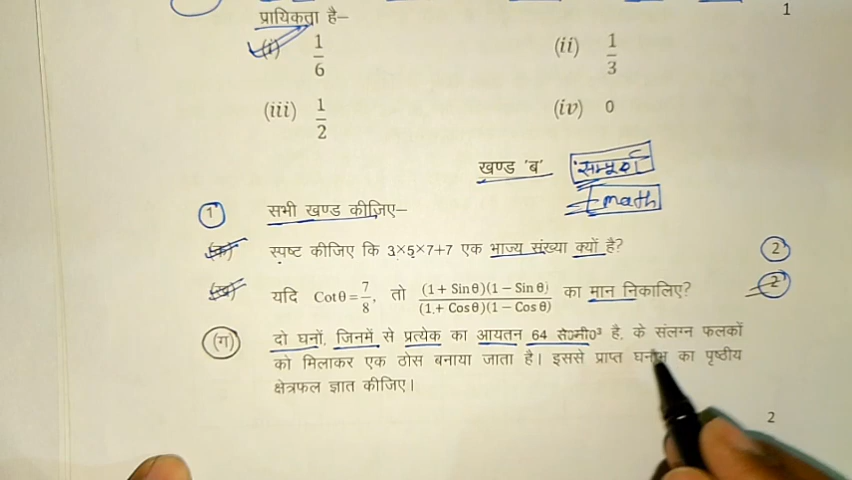 प्रायिकता है— 1
(i) 1/6 (ii) 1/3
(iii) 1/2 (iv) 0
खण्ड 'ब' सम्पूर्ण
math
1 सभी खण्ड कीजिए—
(क) स्पष्ट कीजिए कि 3×5×7+7 एक भाज्य संख्या क्यों है? 2
(ख) यदि Cotθ = 7/8, तो (1+Sinθ)(1−Sinθ)/(1+Cosθ)(1−Cosθ) का मान निकालिए? 2
(ग) दो घनों, जिनमें से प्रत्येक का आयतन 64 से०मी०³ है, के संलग्न फलकों
को मिलाकर एक ठोस बनाया जाता है। इससे प्राप्त घनाभ का पृष्ठीय
क्षेत्रफल ज्ञात कीजिए।
2